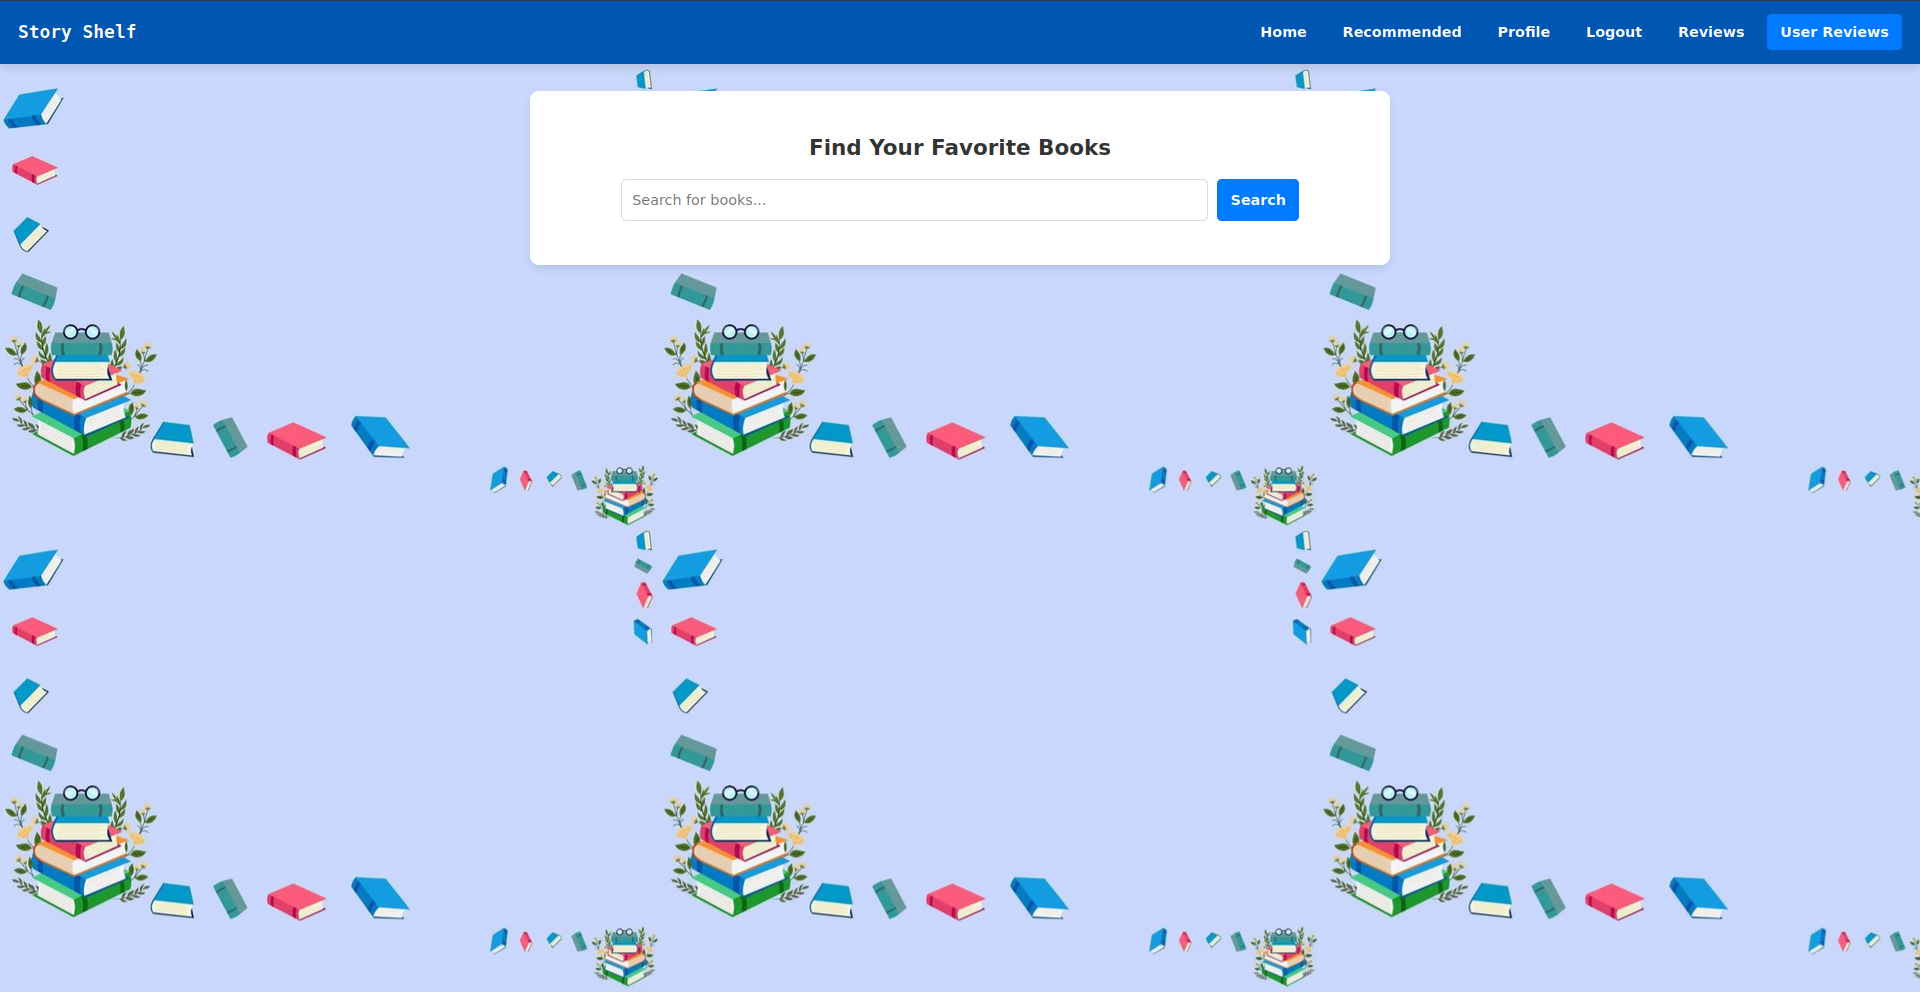 Story Shelf
Home Recommended Profile Logout Reviews User Reviews
Find Your Favorite Books
Search for books... Search